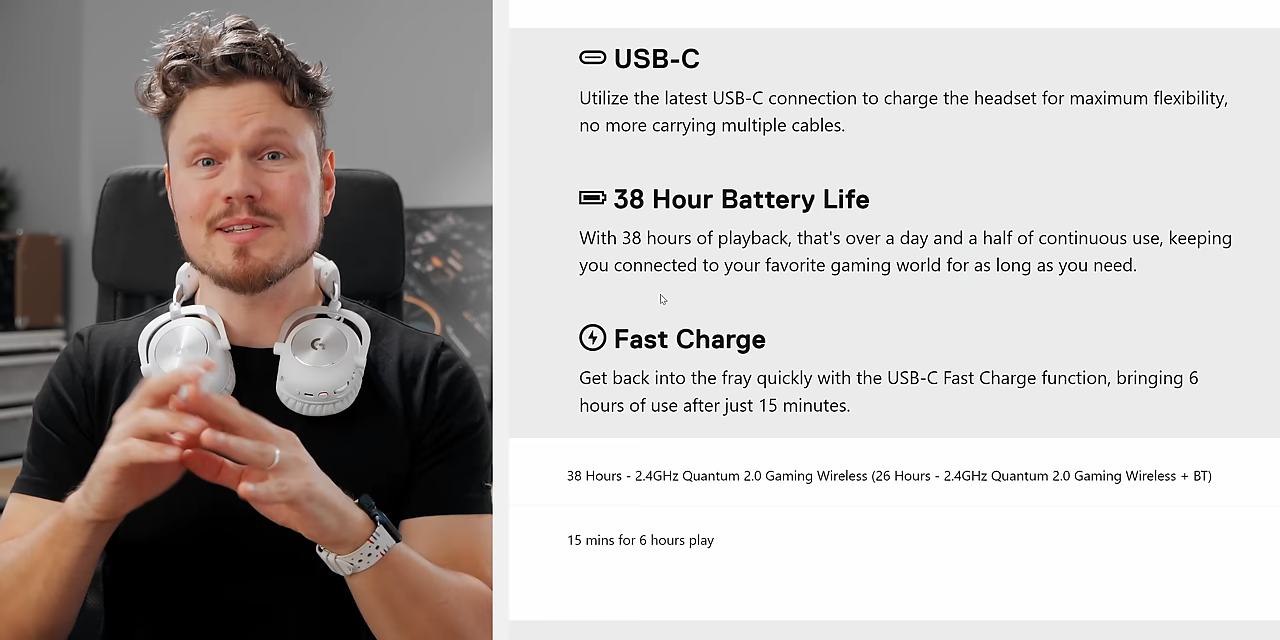 USB-C
Utilize the latest USB-C connection to charge the headset for maximum flexibility,
no more carrying multiple cables.
38 Hour Battery Life
With 38 hours of playback, that's over a day and a half of continuous use, keeping
you connected to your favorite gaming world for as long as you need.
Fast Charge
Get back into the fray quickly with the USB-C Fast Charge function, bringing 6
hours of use after just 15 minutes.
38 Hours - 2.4GHz Quantum 2.0 Gaming Wireless (26 Hours - 2.4GHz Quantum 2.0 Gaming Wireless + BT)
15 mins for 6 hours play